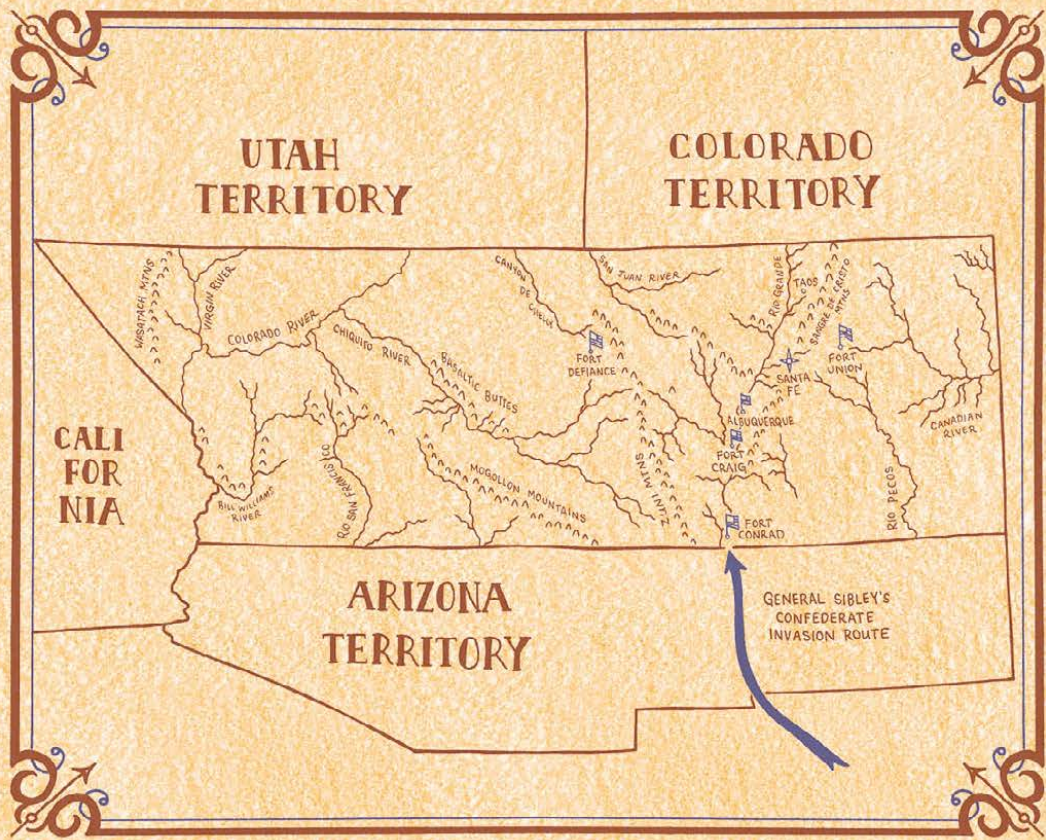 UTAH
TERRITORY
COLORADO
TERRITORY
WASATACH MTNS
VIRGIN RIVER
COLORADO RIVER
CHIQUITO RIVER
BASALTIC BUTTES
CANYON
DE CHELLE
SAN JUAN RIVER
RIO GRANDE
TAOS
SANGRE DE CRISTO
MTNS
FORT
DEFIANCE
SANTA
FE
FORT
UNION
ALBUQUERQUE
FORT
CRAIG
CANADIAN
RIVER
CALI
FOR
NIA
BILL WILLIAMS
RIVER
RIO SAN FRANCISCO
MOGOLLON MOUNTAINS
ZUNI MTNS
RIO PECOS
FORT
CONRAD
ARIZONA
TERRITORY
GENERAL SIBLEY'S
CONFEDERATE
INVASION ROUTE